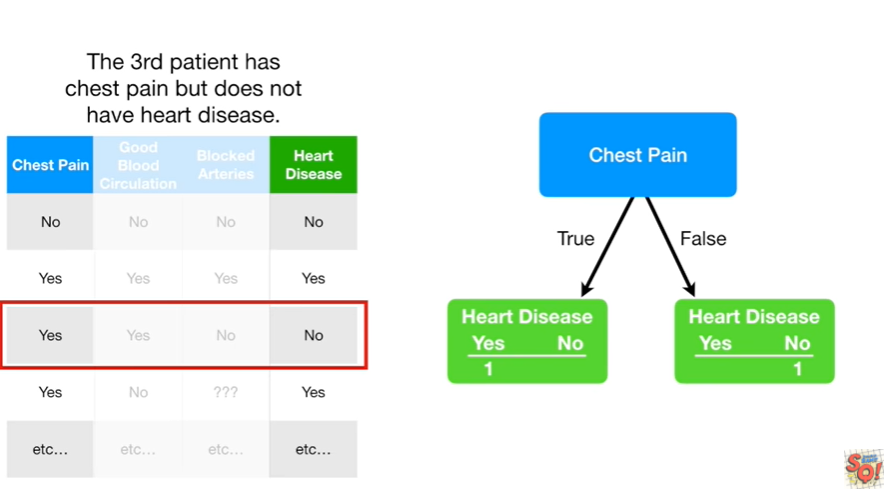 The 3rd patient has
chest pain but does not
have heart disease.
Chest Pain
Good
Blood
Circulation
Blocked
Arteries
Heart
Disease
No No No No
Yes Yes Yes Yes
Yes Yes No No
Yes No ??? Yes
etc… etc… etc… etc…
Chest Pain
True False
Heart Disease
Yes No
1
Heart Disease
Yes No
1
SQ!